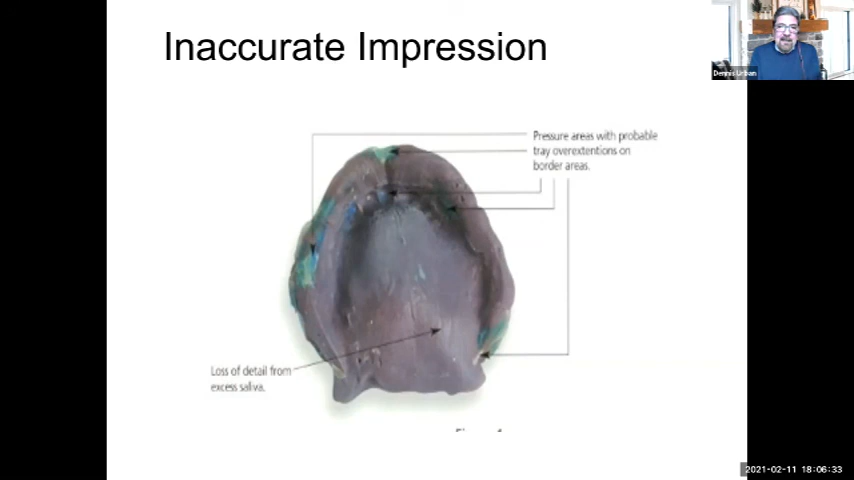 Inaccurate Impression
Dennis Urban
Pressure areas with probable
tray overextentions on
border areas.
Loss of detail from
excess saliva.
2021-02-11 18:06:33